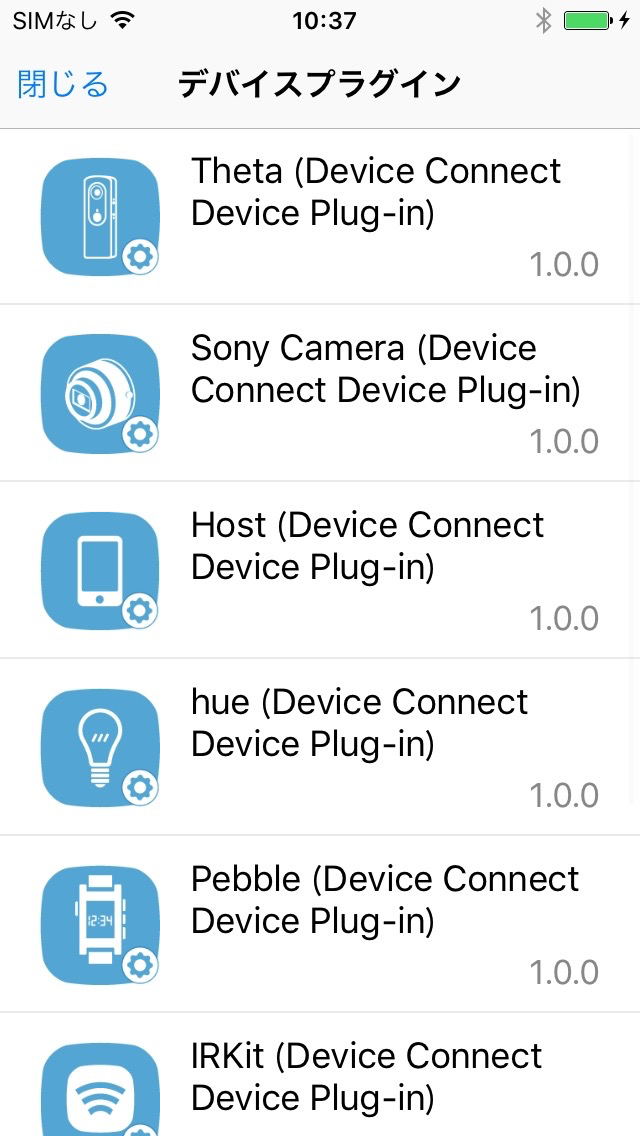 SIMなし 10:37
閉じる デバイスプラグイン
Theta (Device Connect
Device Plug-in)
1.0.0
Sony Camera (Device
Connect Device Plug-in)
1.0.0
Host (Device Connect
Device Plug-in)
1.0.0
hue (Device Connect
Device Plug-in)
1.0.0
Pebble (Device Connect
Device Plug-in)
12:34
1.0.0
IRKit (Device Connect
Device Plug-in)